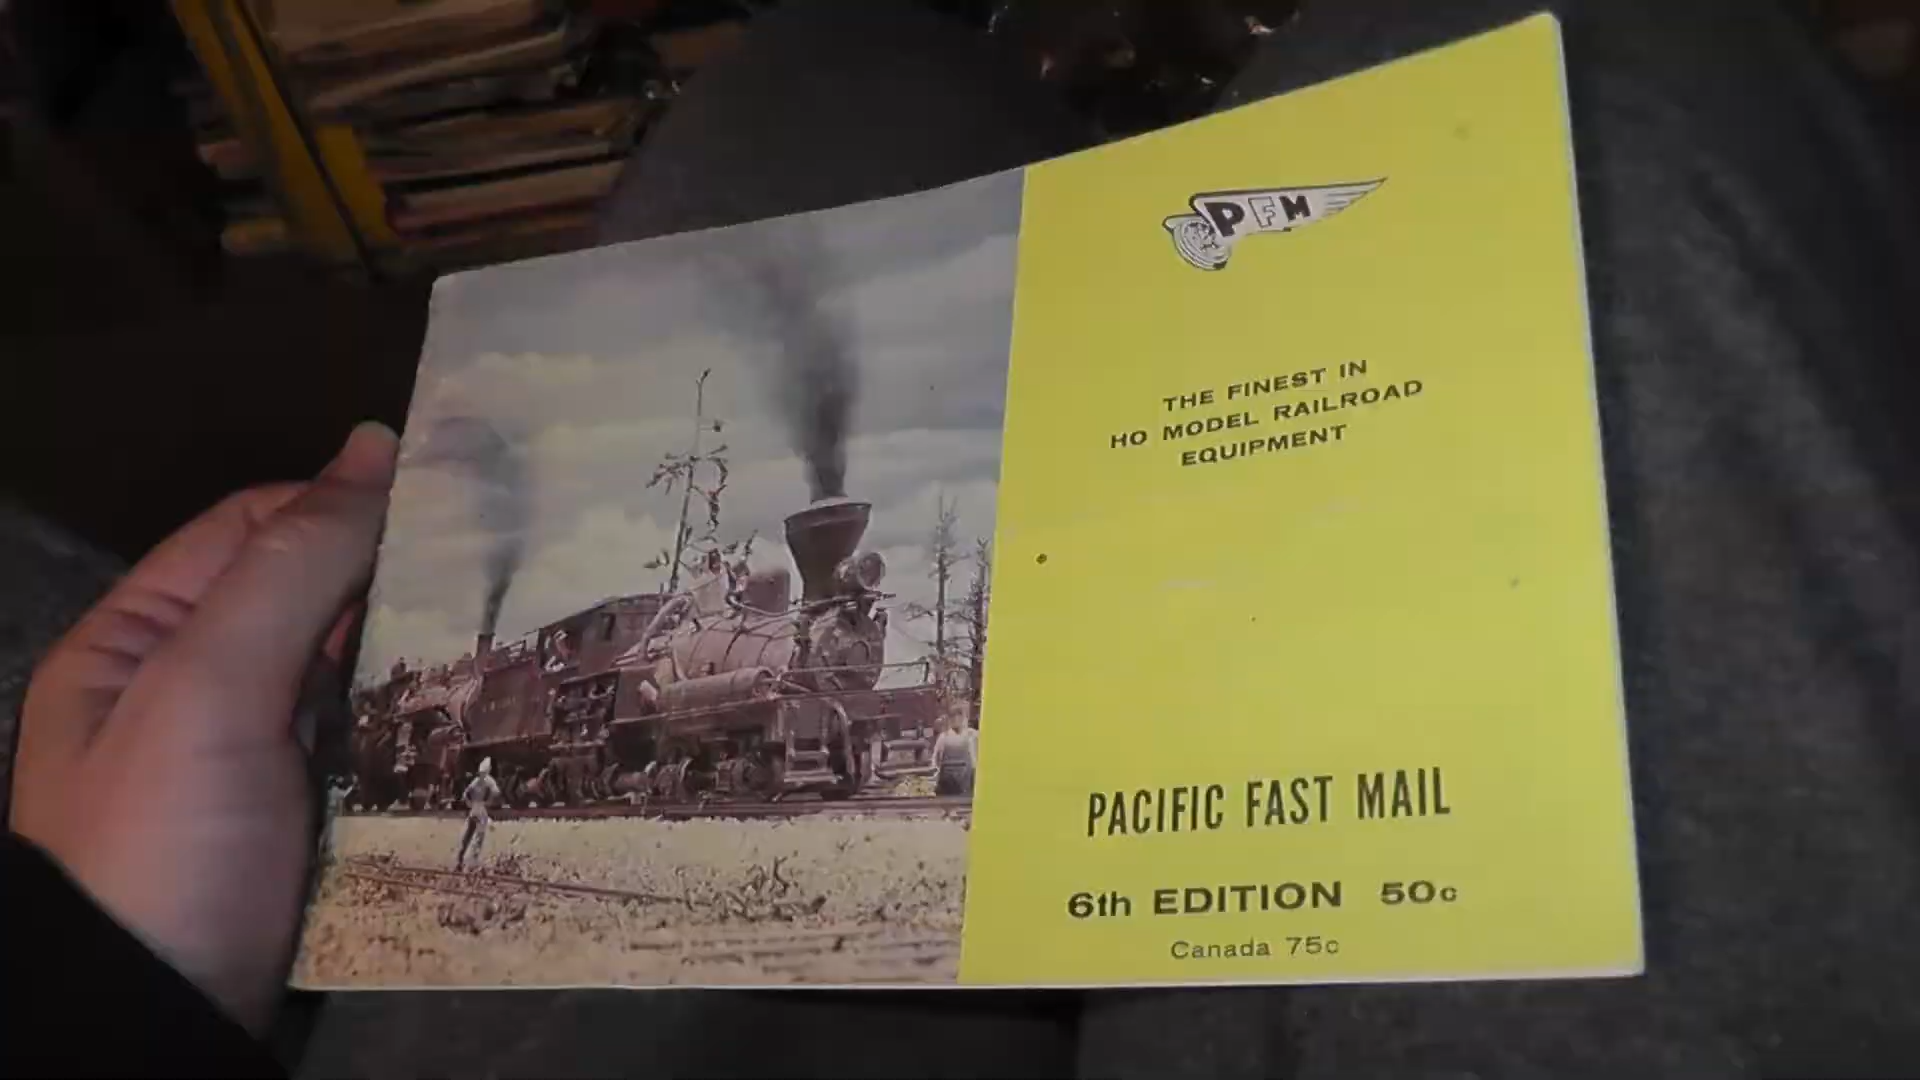 PFM
THE FINEST IN
HO MODEL RAILROAD
EQUIPMENT
PACIFIC FAST MAIL
6th EDITION 50c
Canada 75c